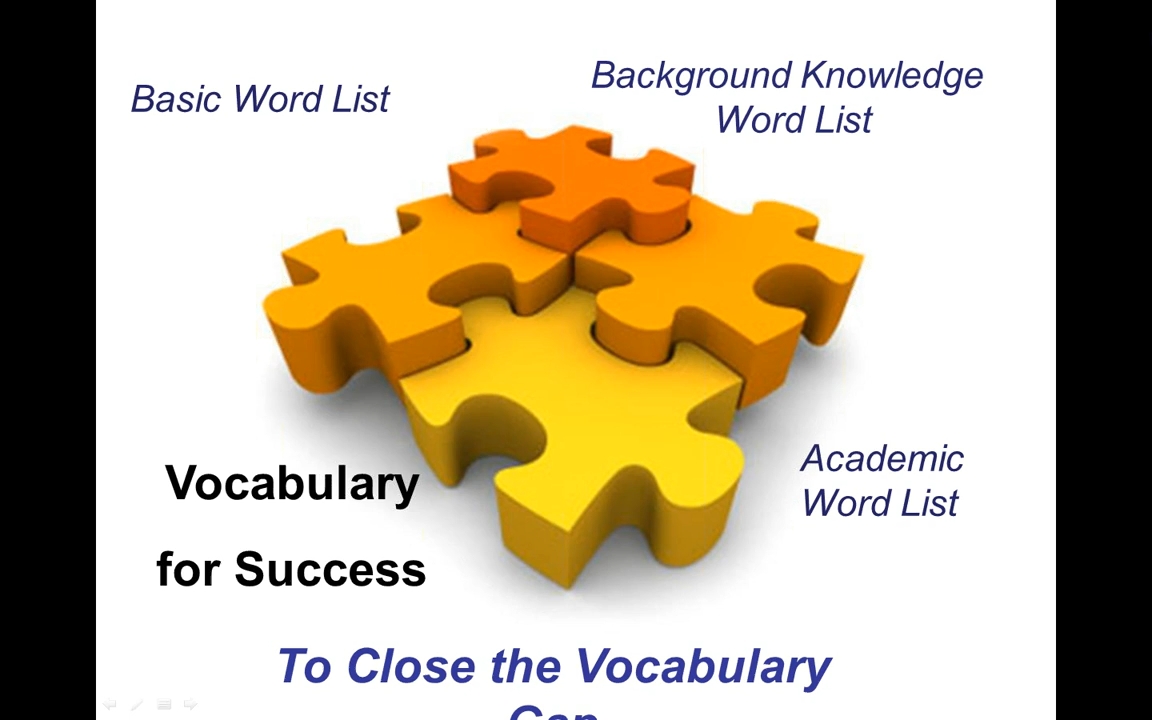 Basic Word List
Background Knowledge
Word List
Academic
Word List
Vocabulary
for Success
To Close the Vocabulary